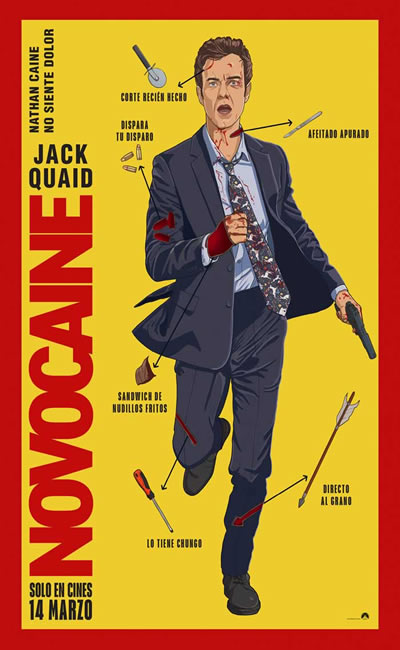 NATHAN CAINE
NO SIENTE DOLOR
JACK
QUAID
NOVOCAINE
SOLO EN CINES
14 MARZO
CORTE RECIÉN HECHO
DISPARA
TU DISPARO
AFEITADO APURADO
SANDWICH DE
NUDILLOS FRITOS
DIRECTO
AL GRANO
LO TIENE CHUNGO